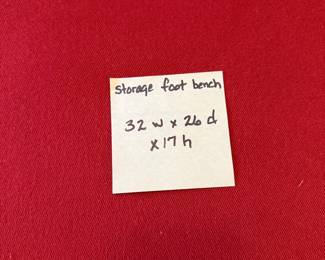 storage foot bench
32 w x 26 d
x 17 h